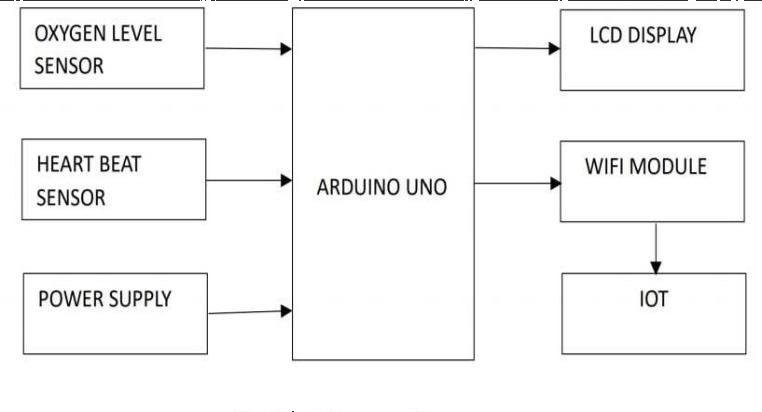 OXYGEN LEVEL
SENSOR
HEART BEAT
SENSOR
POWER SUPPLY
ARDUINO UNO
LCD DISPLAY
WIFI MODULE
IOT